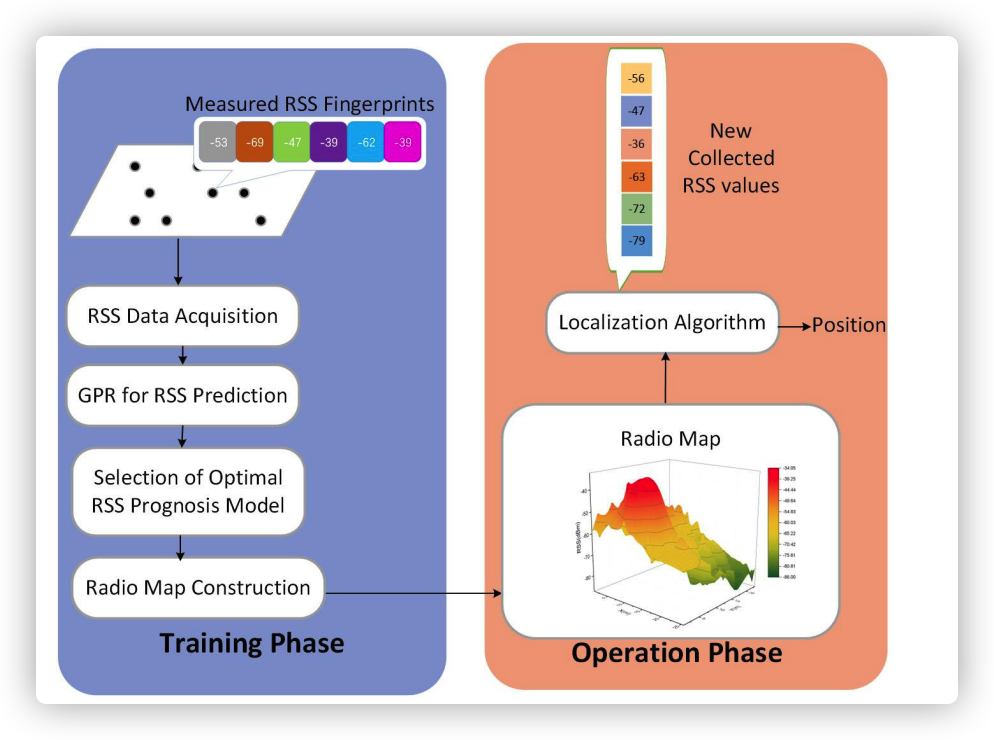 Measured RSS Fingerprints
-53 -69 -47 -39 -62 -39
RSS Data Acquisition
GPR for RSS Prediction
Selection of Optimal
RSS Prognosis Model
Radio Map Construction
Training Phase
-56
-47
-36
-63
-72
-79
New
Collected
RSS values
Localization Algorithm
Position
Radio Map
-34.05
-39.25
-44.44
-49.64
-54.83
-60.03
-65.22
-70.42
-75.61
-80.81
-86.00
RSS(dBm)
X(m)
Y(m)
Operation Phase